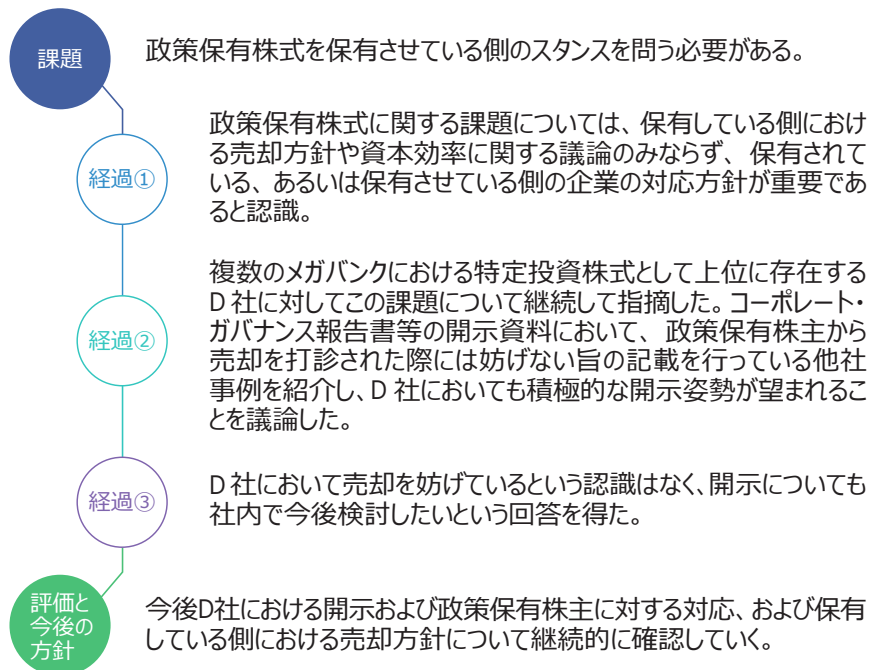 課題
政策保有株式を保有させている側のスタンスを問う必要がある。
経過①
政策保有株式に関する課題については、保有している側におけ
る売却方針や資本効率に関する議論のみならず、保有されて
いる、あるいは保有させている側の企業の対応方針が重要であ
ると認識。
経過②
複数のメガバンクにおける特定投資株式として上位に存在する
D 社に対してこの課題について継続して指摘した。コーポレート・
ガバナンス報告書等の開示資料において、政策保有株主から
売却を打診された際には妨げない旨の記載を行っている他社
事例を紹介し、D 社においても積極的な開示姿勢が望まれるこ
とを議論した。
経過③
D 社において売却を妨げているという認識はなく、開示についても
社内で今後検討したいという回答を得た。
評価と
今後の
方針
今後D社における開示および政策保有株主に対する対応、および保有
している側における売却方針について継続的に確認していく。